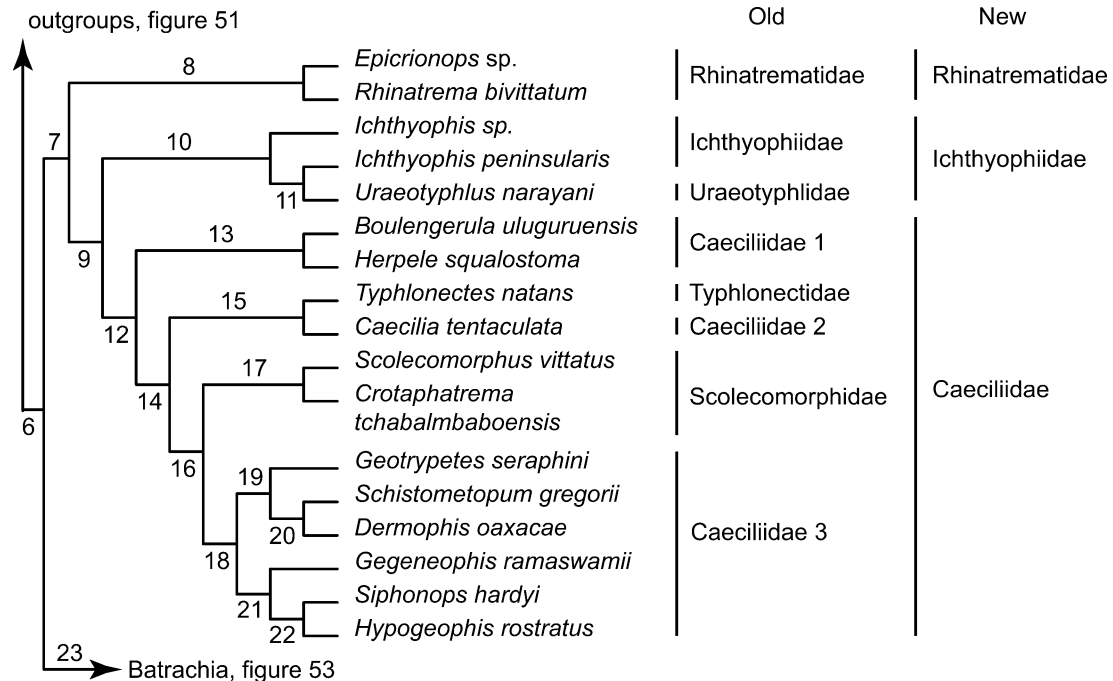 outgroups, figure 51
Old
New
8
Epicrionops sp.
Rhinatrema bivittatum
Rhinatrematidae
Rhinatrematidae
7
10
Ichthyophis sp.
Ichthyophis peninsularis
Ichthyophiidae
Ichthyophiidae
11
Uraeotyphlus narayani
Uraeotyphlidae
9
13
Boulengerula uluguruensis
Herpele squalostoma
Caeciliidae 1
12
15
Typhlonectes natans
Typhlonectidae
Caecilia tentaculata
Caeciliidae 2
14
17
Scolecomorphus vittatus
Crotaphatrema
tchabalmbaboensis
Scolecomorphidae
Caeciliidae
6
16
19
Geotrypetes seraphini
Schistometopum gregorii
20
Dermophis oaxacae
Caeciliidae 3
18
Gegeneophis ramaswamii
21
Siphonops hardyi
22
Hypogeophis rostratus
23
Batrachia, figure 53